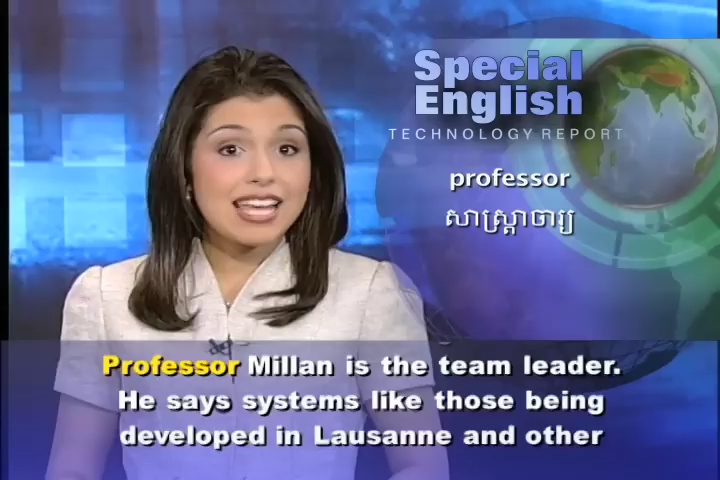 Special
English
TECHNOLOGY REPORT
professor
សាស្ត្រាចារ្យ
Professor Millan is the team leader.
He says systems like those being
developed in Lausanne and other